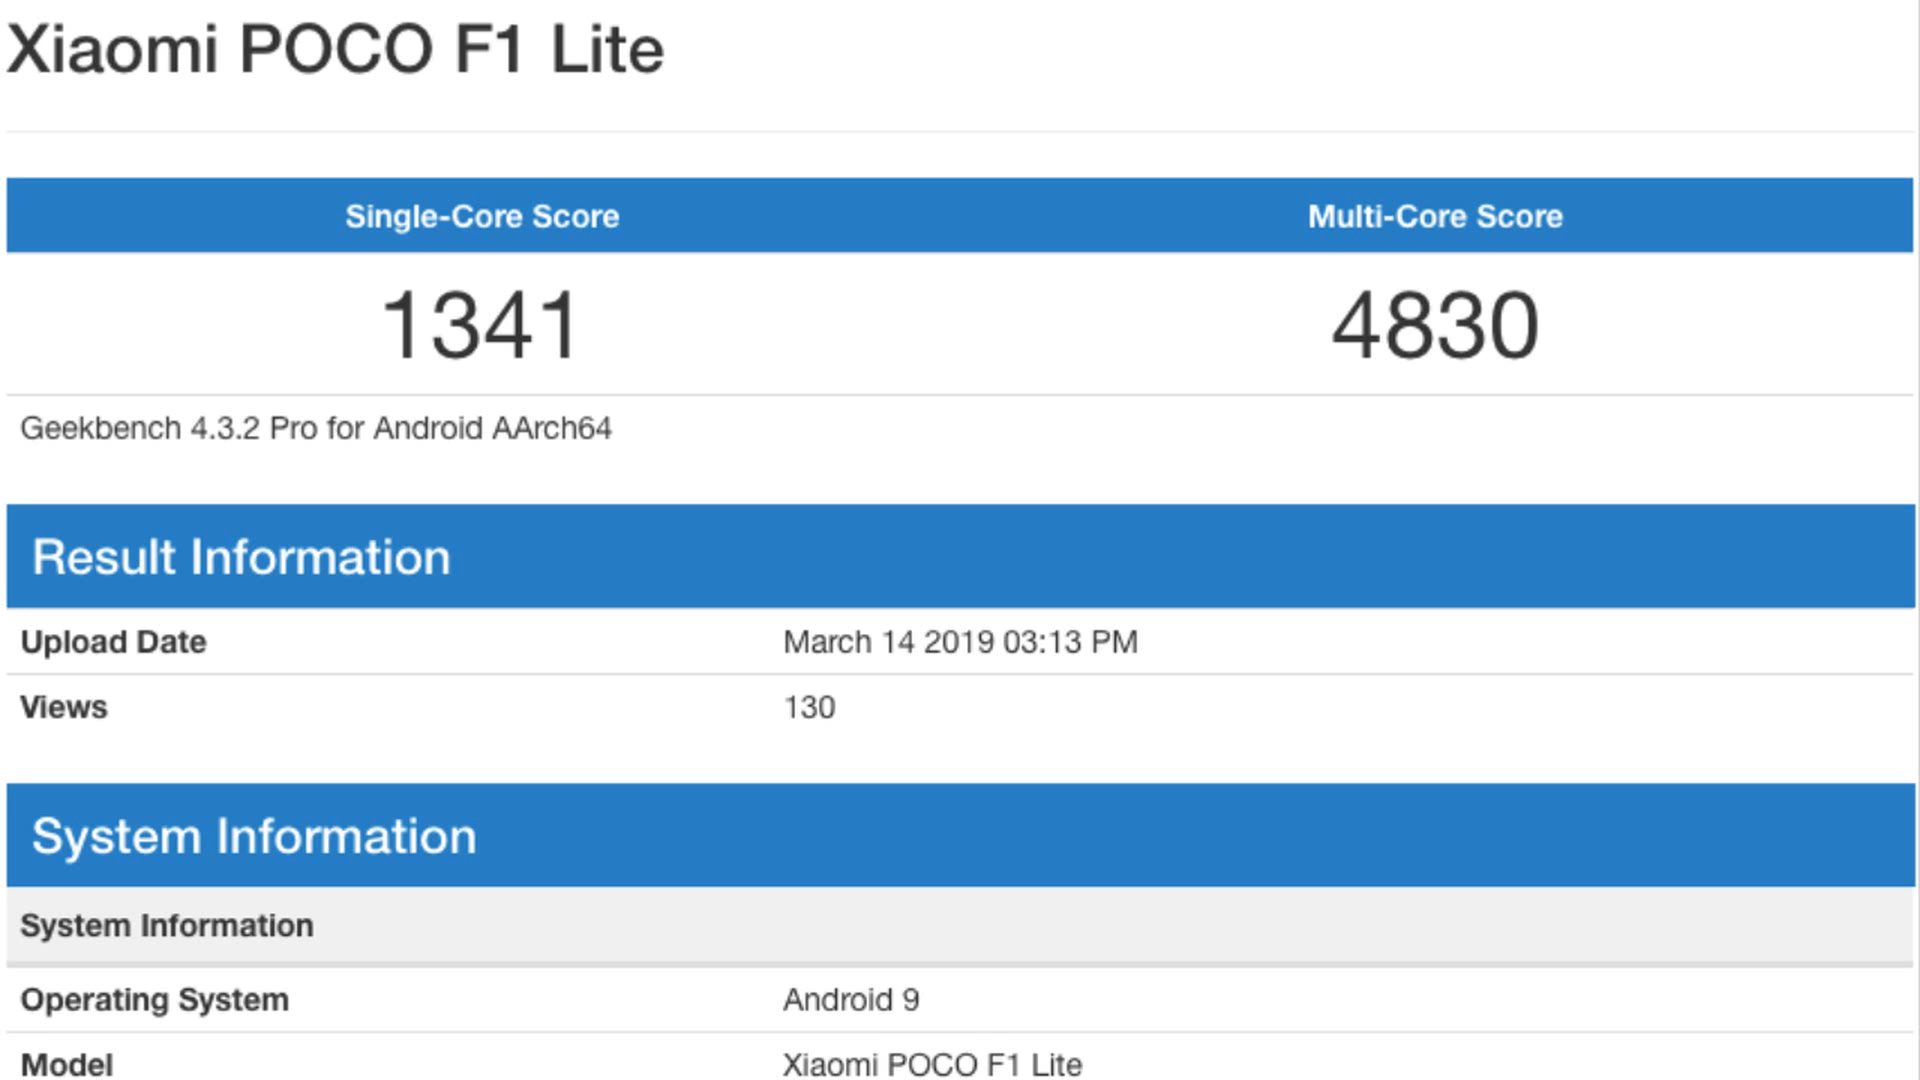 Xiaomi POCO F1 Lite
Single-Core Score Multi-Core Score
1341 4830
Geekbench 4.3.2 Pro for Android AArch64
Result Information
Upload Date March 14 2019 03:13 PM
Views 130
System Information
System Information
Operating System Android 9
Model Xiaomi POCO F1 Lite